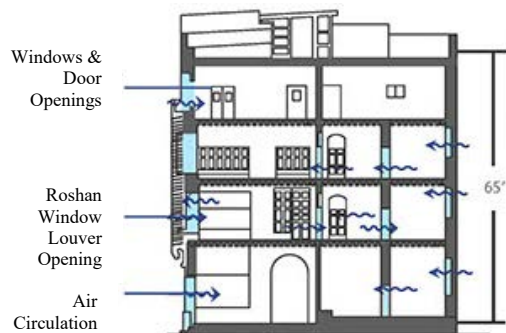 Windows &
Door
Openings
Roshan
Window
Louver
Opening
65'
Air
Circulation